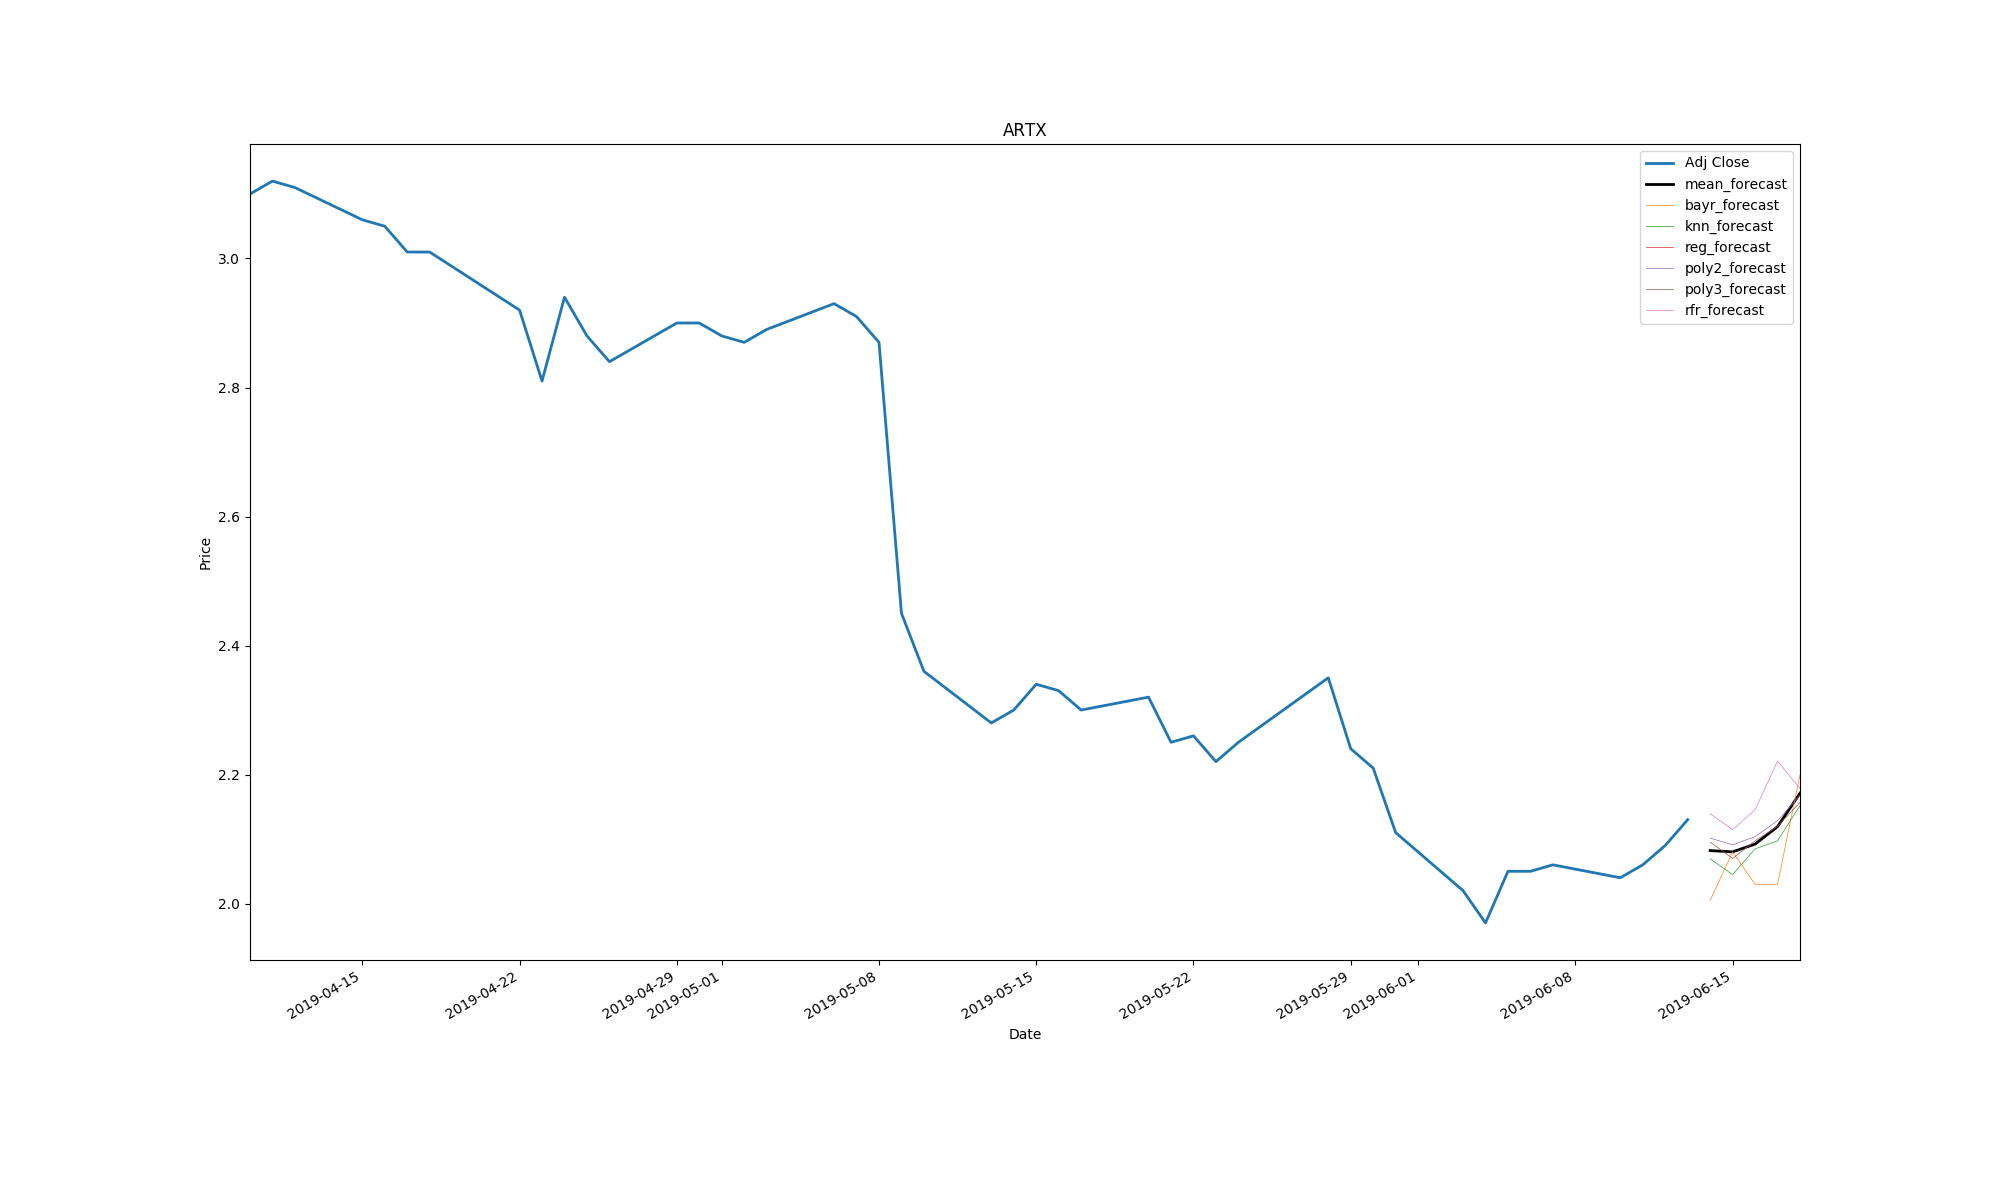 ARTX
Adj Close
mean_forecast
bayr_forecast
knn_forecast
reg_forecast
poly2_forecast
poly3_forecast
rfr_forecast
3.0
2.8
2.6
2.4
2.2
2.0
Price
2019-04-15
2019-04-22
2019-04-29
2019-05-01
2019-05-08
2019-05-15
2019-05-22
2019-05-29
2019-06-01
2019-06-08
2019-06-15
Date